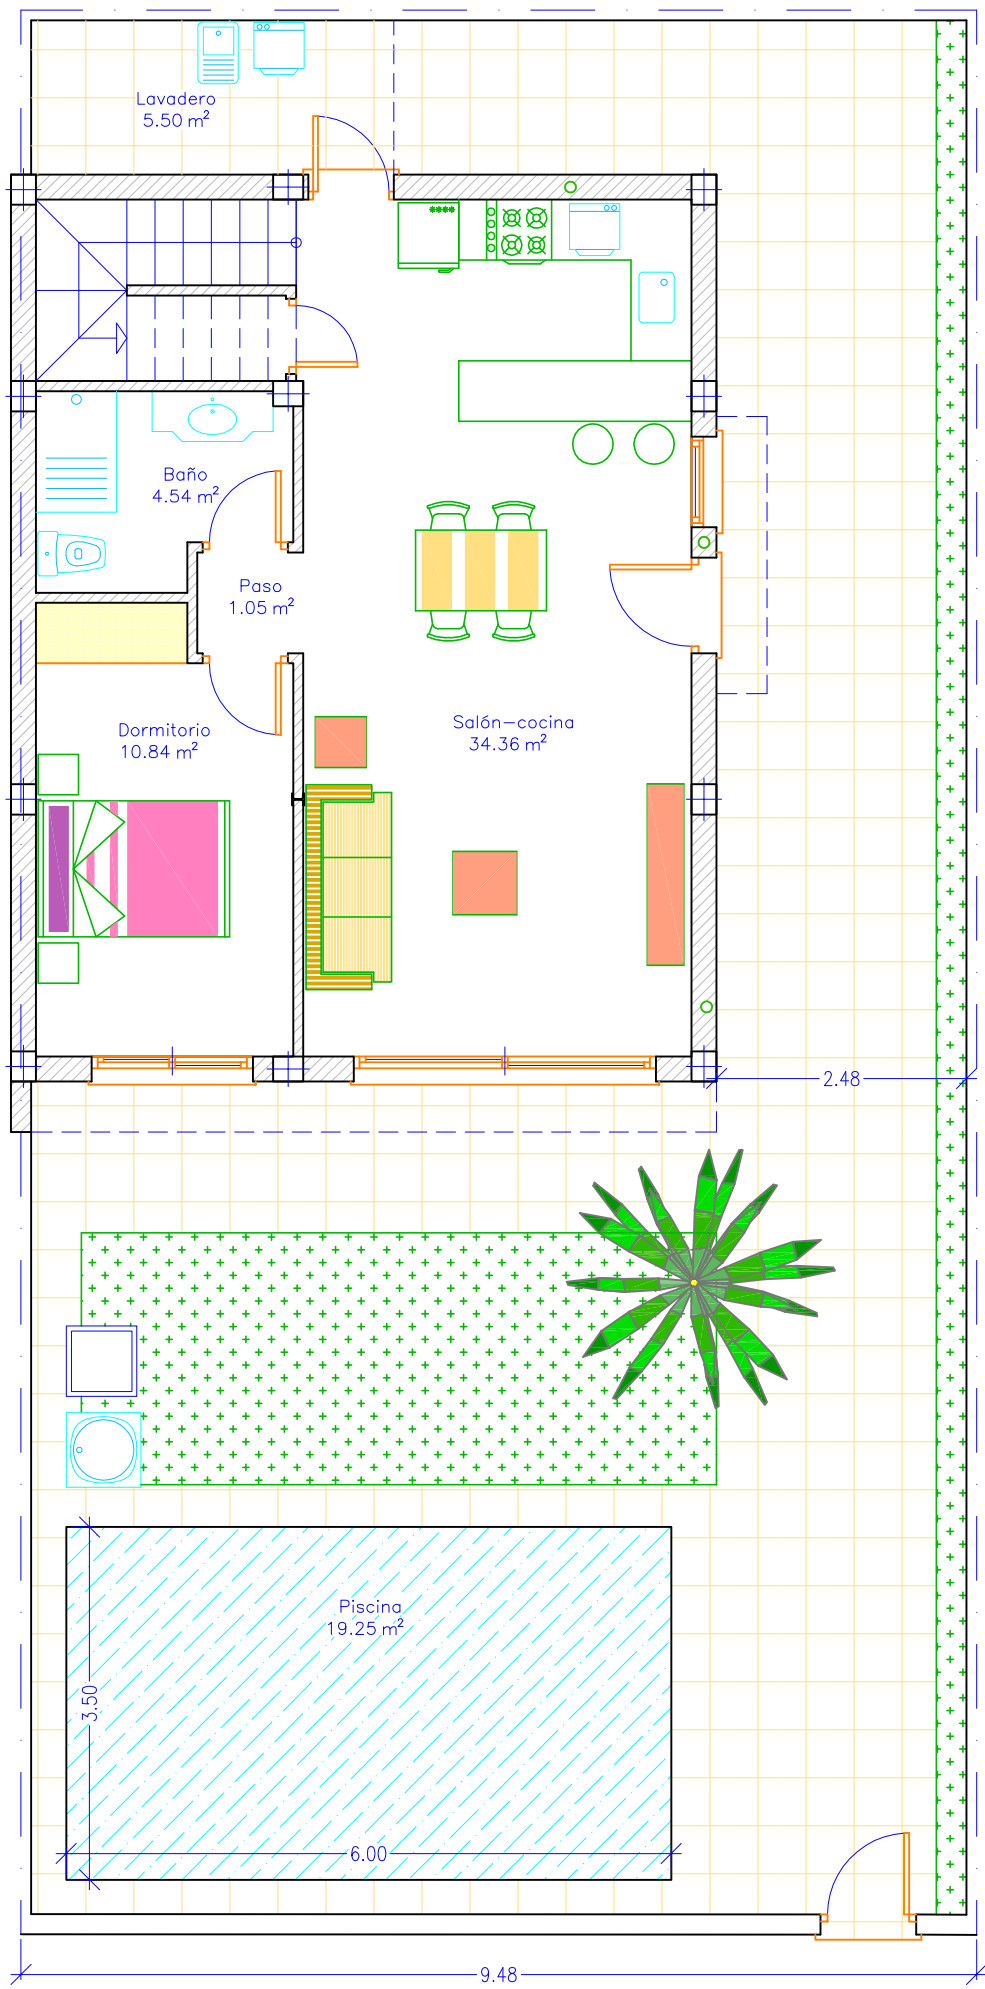 Lavadero
5.50 m²
Baño
4.54 m²
Paso
1.05 m²
Dormitorio
10.84 m²
Salón-cocina
34.36 m²
2.48
Piscina
19.25 m²
3.50
6.00
9.48